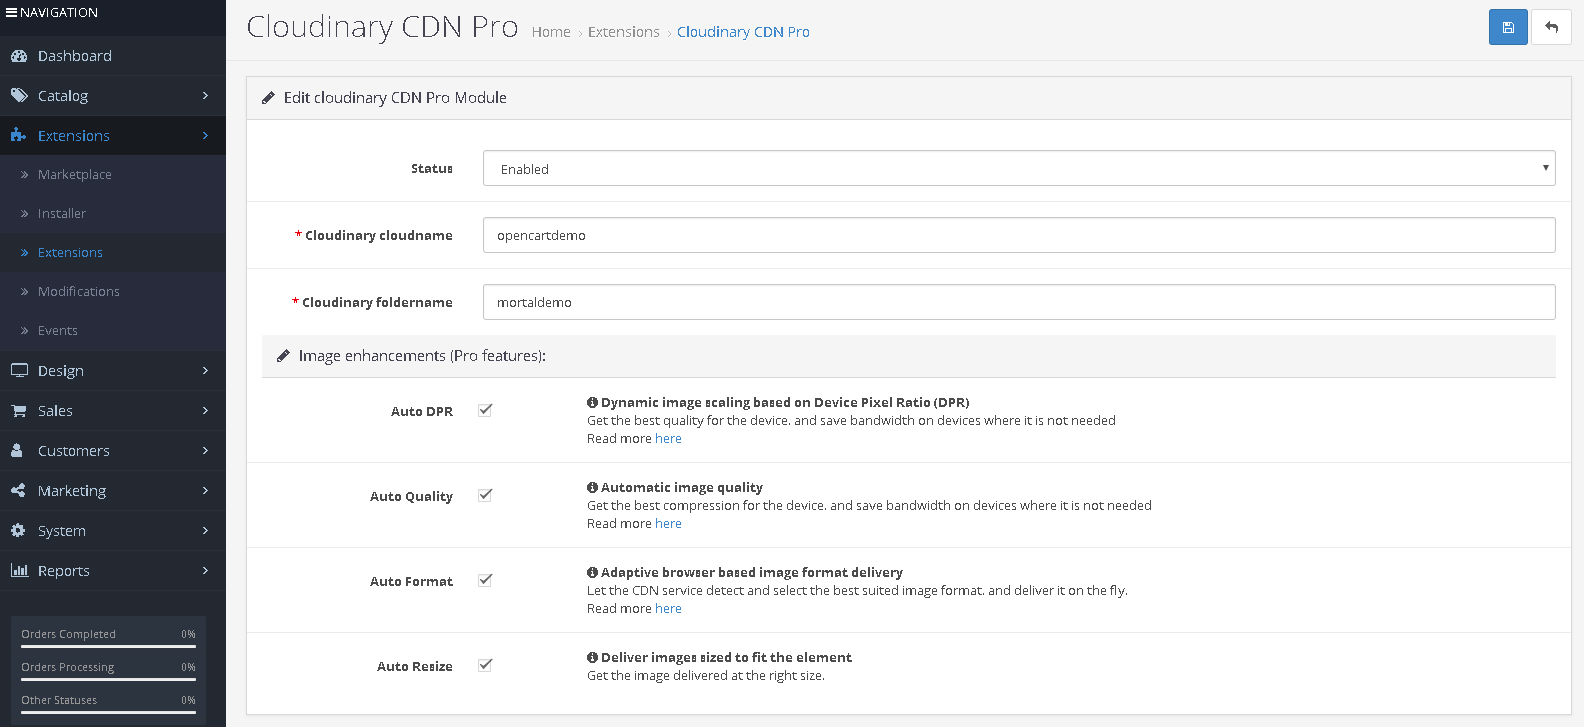 NAVIGATION
Dashboard
Catalog
Extensions
Marketplace
Installer
Extensions
Modifications
Events
Design
Sales
Customers
Marketing
System
Reports
Orders Completed 0%
Orders Processing 0%
Other Statuses 0%
Cloudinary CDN Pro Home › Extensions › Cloudinary CDN Pro
Edit cloudinary CDN Pro Module
Status Enabled
* Cloudinary cloudname opencartdemo
* Cloudinary foldername mortaldemo
Image enhancements (Pro features):
Auto DPR
Dynamic image scaling based on Device Pixel Ratio (DPR)
Get the best quality for the device. and save bandwidth on devices where it is not needed
Read more here
Auto Quality
Automatic image quality
Get the best compression for the device. and save bandwidth on devices where it is not needed
Read more here
Auto Format
Adaptive browser based image format delivery
Let the CDN service detect and select the best suited image format. and deliver it on the fly.
Read more here
Auto Resize
Deliver images sized to fit the element
Get the image delivered at the right size.